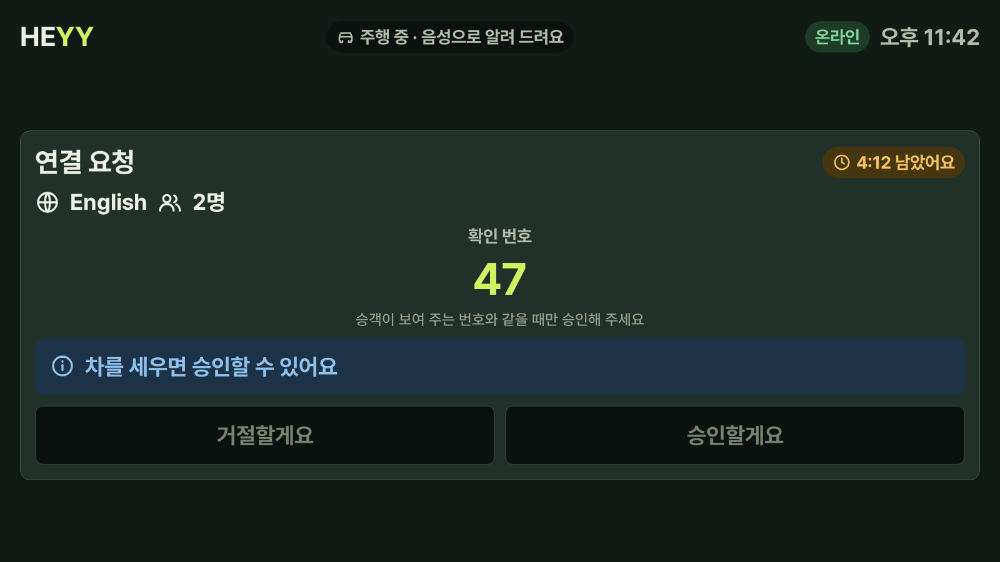 HEYY
주행 중 · 음성으로 알려 드려요
온라인 오후 11:42
연결 요청
4:12 남았어요
English 2명
확인 번호
47
승객이 보여 주는 번호와 같을 때만 승인해 주세요
차를 세우면 승인할 수 있어요
거절할게요
승인할게요